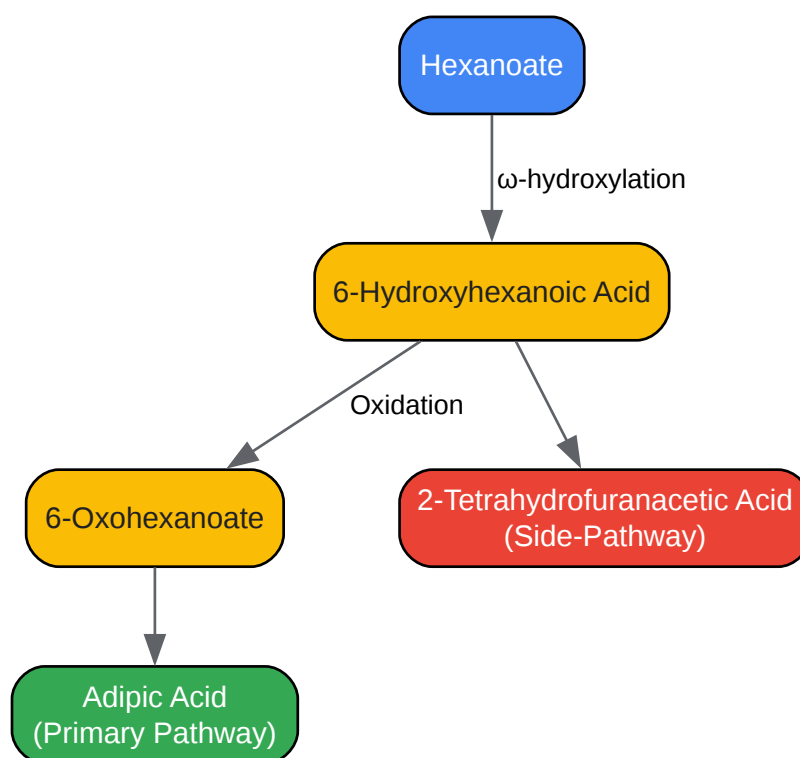 Hexanoate
ω-hydroxylation
6-Hydroxyhexanoic Acid
Oxidation
6-Oxohexanoate
2-Tetrahydrofuranacetic Acid
(Side-Pathway)
Adipic Acid
(Primary Pathway)